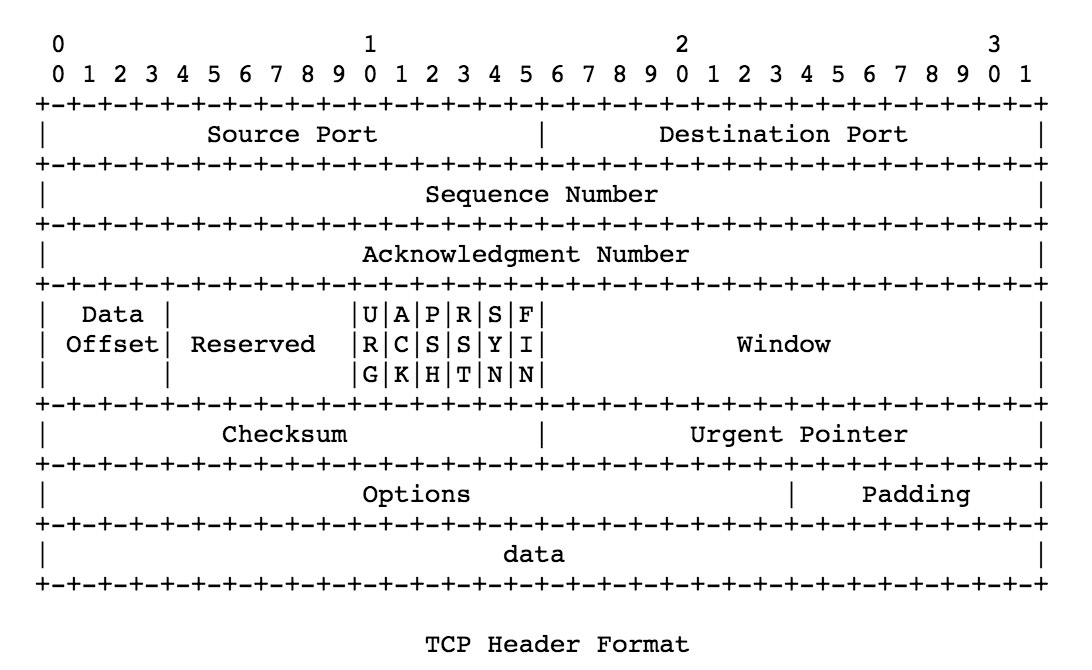 0                   1                   2                   3
 0 1 2 3 4 5 6 7 8 9 0 1 2 3 4 5 6 7 8 9 0 1 2 3 4 5 6 7 8 9 0 1
+-+-+-+-+-+-+-+-+-+-+-+-+-+-+-+-+-+-+-+-+-+-+-+-+-+-+-+-+-+-+-+-+
|          Source Port          |       Destination Port        |
+-+-+-+-+-+-+-+-+-+-+-+-+-+-+-+-+-+-+-+-+-+-+-+-+-+-+-+-+-+-+-+-+
|                        Sequence Number                        |
+-+-+-+-+-+-+-+-+-+-+-+-+-+-+-+-+-+-+-+-+-+-+-+-+-+-+-+-+-+-+-+-+
|                    Acknowledgment Number                      |
+-+-+-+-+-+-+-+-+-+-+-+-+-+-+-+-+-+-+-+-+-+-+-+-+-+-+-+-+-+-+-+-+
|  Data |           |U|A|P|R|S|F|                               |
| Offset| Reserved  |R|C|S|S|Y|I|            Window             |
|       |           |G|K|H|T|N|N|                               |
+-+-+-+-+-+-+-+-+-+-+-+-+-+-+-+-+-+-+-+-+-+-+-+-+-+-+-+-+-+-+-+-+
|           Checksum            |         Urgent Pointer        |
+-+-+-+-+-+-+-+-+-+-+-+-+-+-+-+-+-+-+-+-+-+-+-+-+-+-+-+-+-+-+-+-+
|                    Options                    |    Padding    |
+-+-+-+-+-+-+-+-+-+-+-+-+-+-+-+-+-+-+-+-+-+-+-+-+-+-+-+-+-+-+-+-+
|                             data                              |
+-+-+-+-+-+-+-+-+-+-+-+-+-+-+-+-+-+-+-+-+-+-+-+-+-+-+-+-+-+-+-+-+
                        TCP Header Format